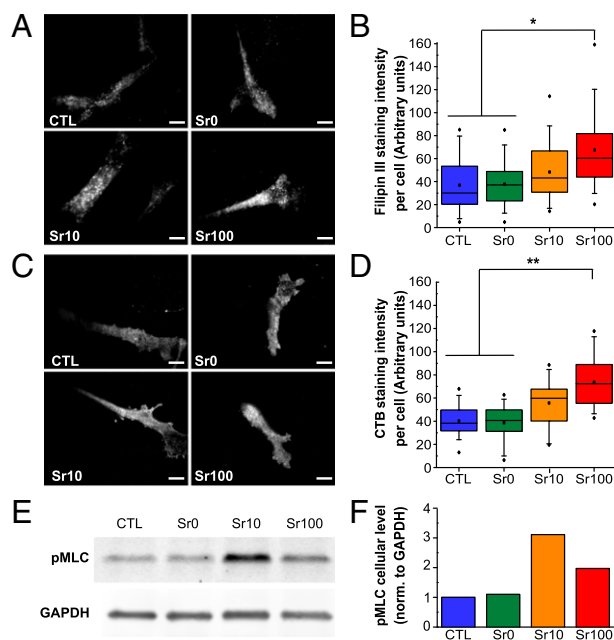 A
CTL
Sr0
Sr10
Sr100
B
Filipin III staining intensity
per cell (Arbitrary units)
160
140
120
100
80
60
40
20
0
*
CTL Sr0 Sr10 Sr100
C
CTL
Sr0
Sr10
Sr100
D
CTB staining intensity
per cell (Arbitrary units)
160
140
120
100
80
60
40
20
0
**
CTL Sr0 Sr10 Sr100
E
CTL Sr0 Sr10 Sr100
pMLC
GAPDH
F
pMLC cellular level
(norm. to GAPDH)
4
3
2
1
0
CTL Sr0 Sr10 Sr100